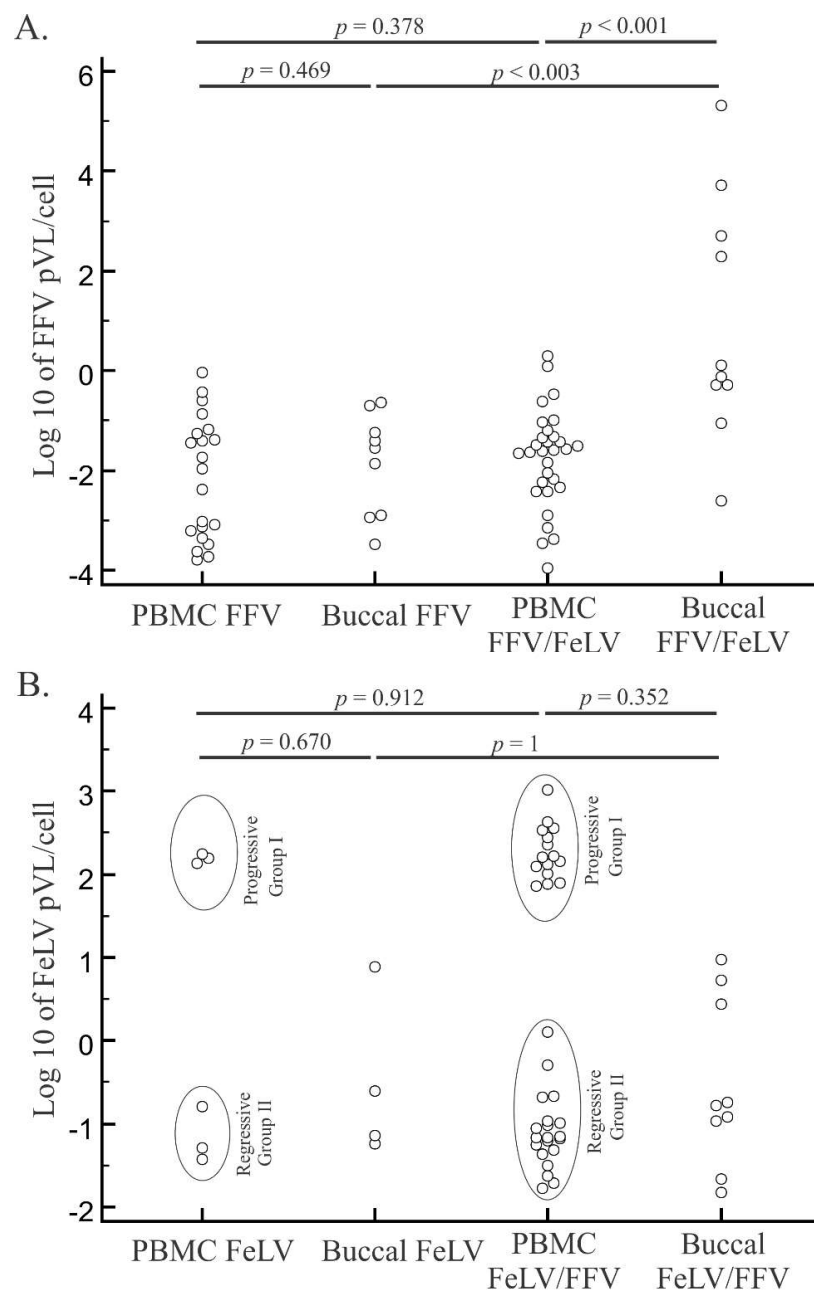 A.
p = 0.378
p < 0.001
p = 0.469
p < 0.003
Log 10 of FFV pVL/cell
6
4
2
0
-2
-4
PBMC FFV
Buccal FFV
PBMC
FFV/FeLV
Buccal
FFV/FeLV
B.
p = 0.912
p = 0.352
p = 0.670
p = 1
Log 10 of FeLV pVL/cell
4
3
2
1
0
-1
-2
Progressive
Group I
Progressive
Group I
Regressive
Group II
Regressive
Group II
PBMC FeLV
Buccal FeLV
PBMC
FeLV/FFV
Buccal
FeLV/FFV